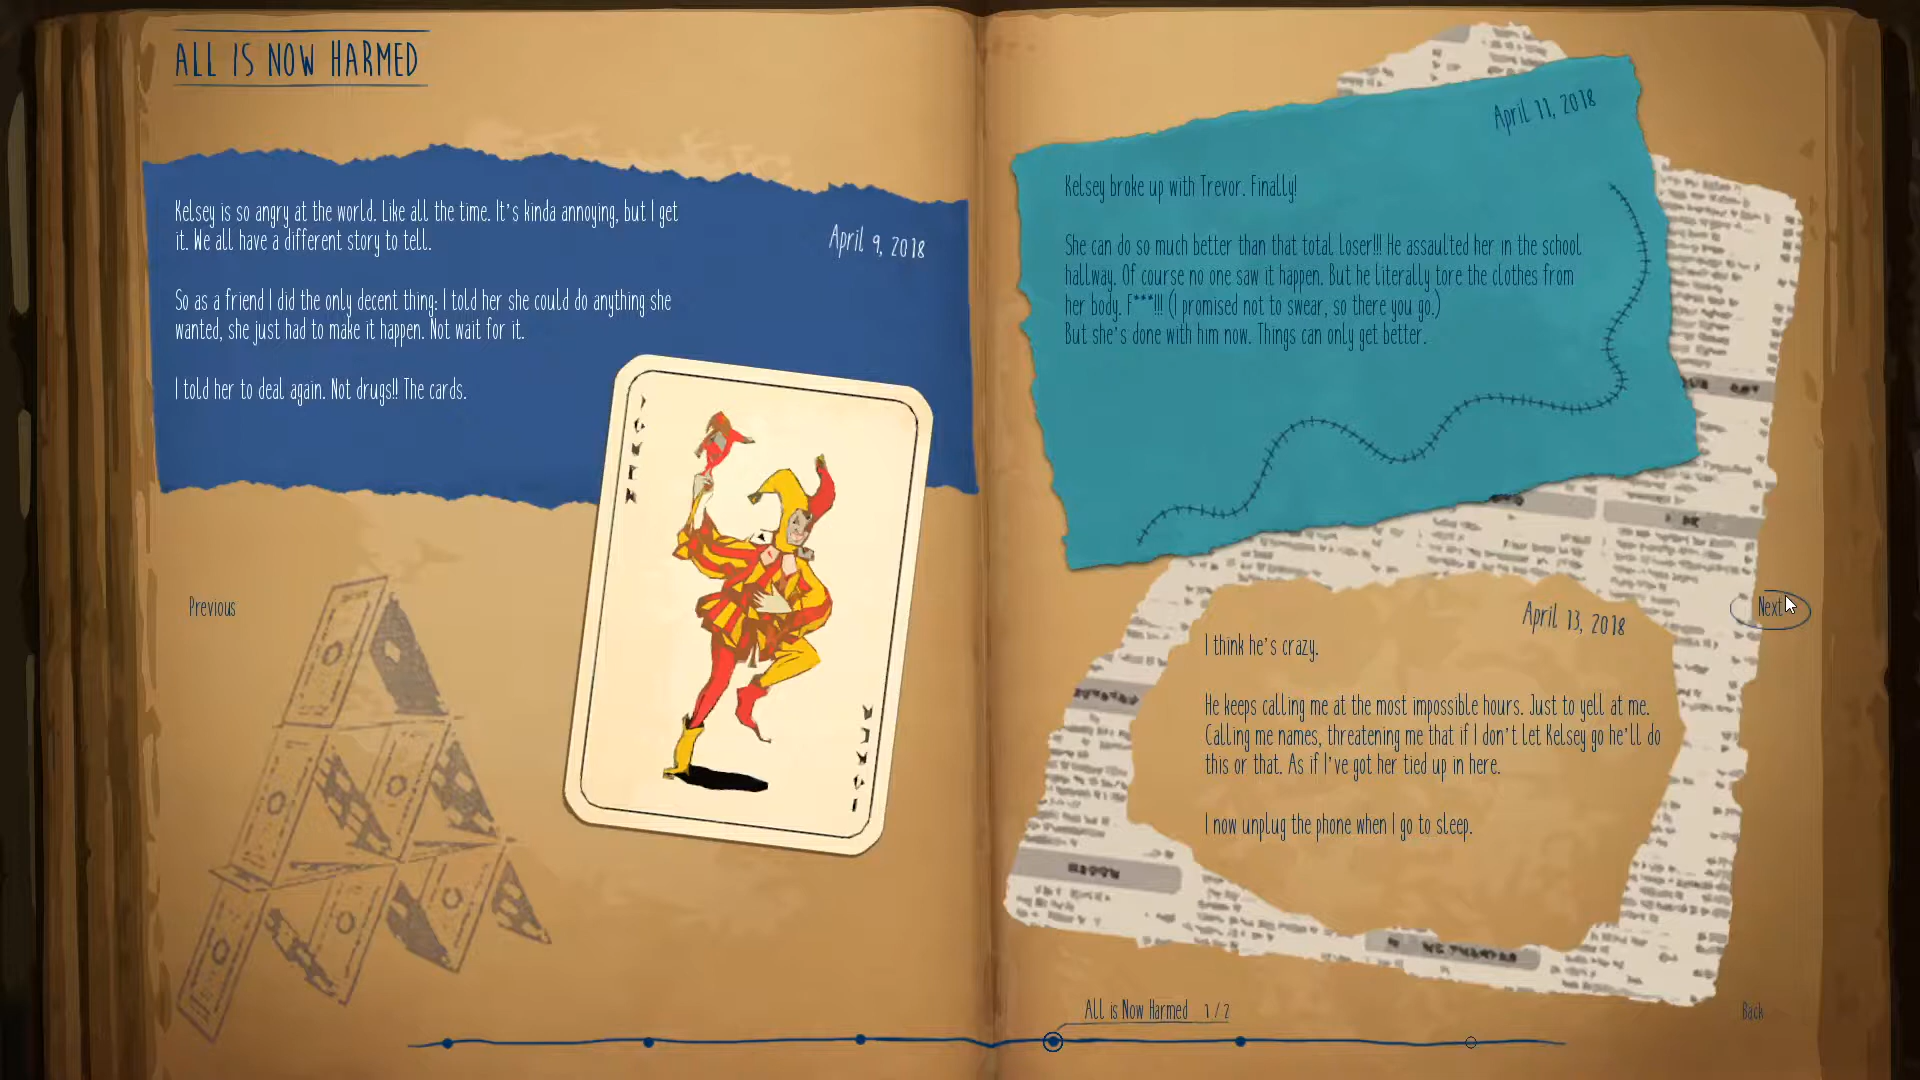 ALL IS NOW HARMED
April 9, 2018
Kelsey is so angry at the world. Like all the time. It's kinda annoying, but I get
it. We all have a different story to tell.
So as a friend I did the only decent thing: I told her she could do anything she
wanted, she just had to make it happen. Not wait for it.
I told her to deal again. Not drugs!! The cards.
JOKER
JOKER
Previous
April 11, 2018
Kelsey broke up with Trevor. Finally!
She can do so much better than that total loser!!! He assaulted her in the school
hallway. Of course no one saw it happen. But he literally tore the clothes from
her body. F***!!! (I promised not to swear, so there you go.)
But she's done with him now. Things can only get better.
April 13, 2018
I think he's crazy.
He keeps calling me at the most impossible hours. Just to yell at me.
Calling me names, threatening me that if I don't let Kelsey go he'll do
this or that. As if I've got her tied up in here.
I now unplug the phone when I go to sleep.
Next
All is Now Harmed 1 / 2
Back